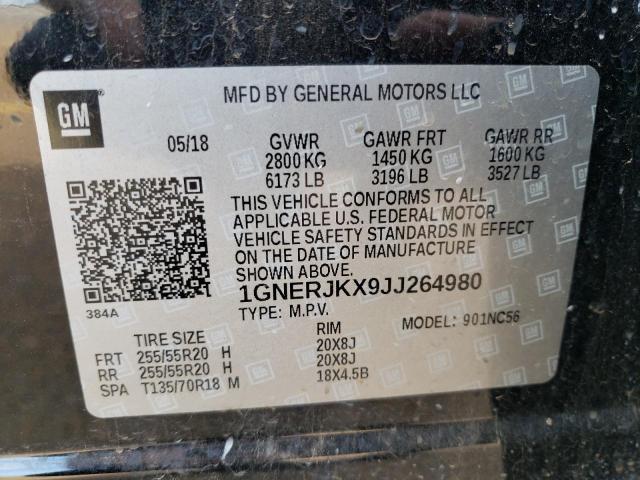 GM
MFD BY GENERAL MOTORS LLC
05/18 GVWR GAWR FRT GAWR RR
2800 KG 1450 KG 1600 KG
6173 LB 3196 LB 3527 LB
THIS VEHICLE CONFORMS TO ALL
APPLICABLE U.S. FEDERAL MOTOR
VEHICLE SAFETY STANDARDS IN EFFECT
ON THE DATE OF MANUFACTURE
SHOWN ABOVE.
1GNERJKX9JJ264980
384A TYPE: M.P.V. MODEL: 901NC56
TIRE SIZE RIM
FRT 255/55R20 H 20X8J
RR 255/55R20 H 20X8J
SPA T135/70R18 M 18X4.5B